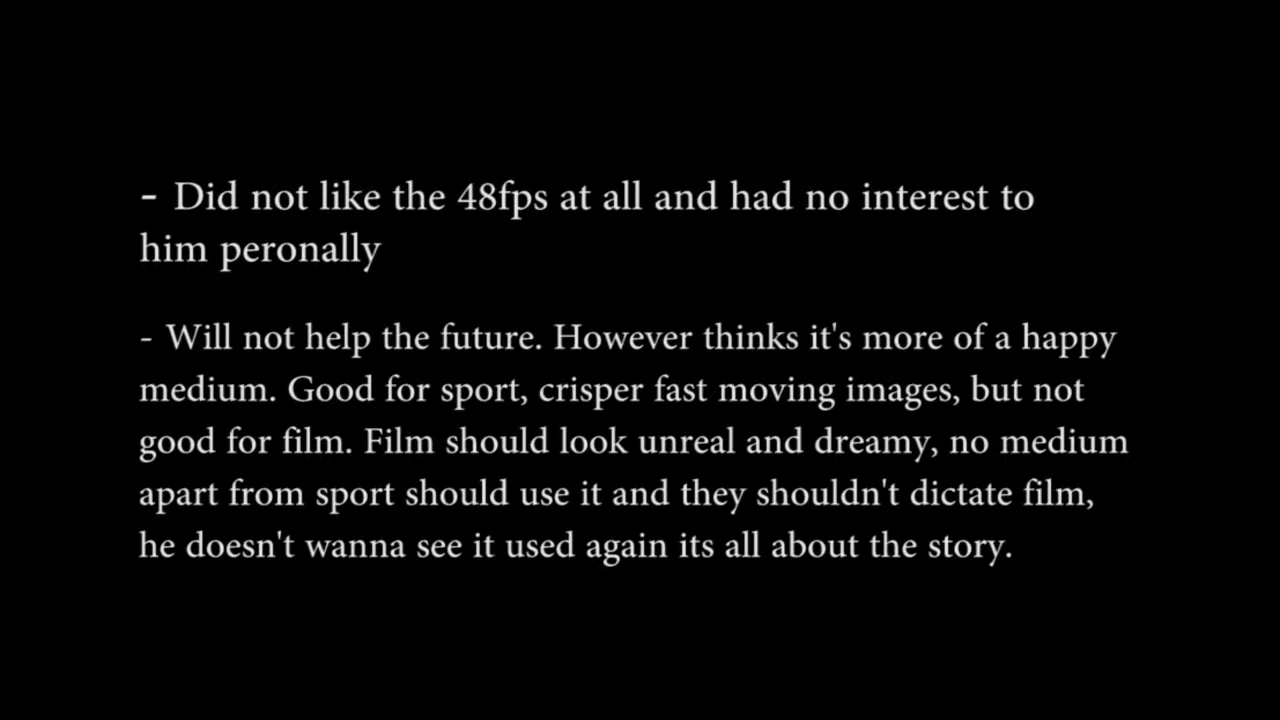 - Did not like the 48fps at all and had no interest to
him peronally
- Will not help the future. However thinks it's more of a happy
medium. Good for sport, crisper fast moving images, but not
good for film. Film should look unreal and dreamy, no medium
apart from sport should use it and they shouldn't dictate film,
he doesn't wanna see it used again its all about the story.